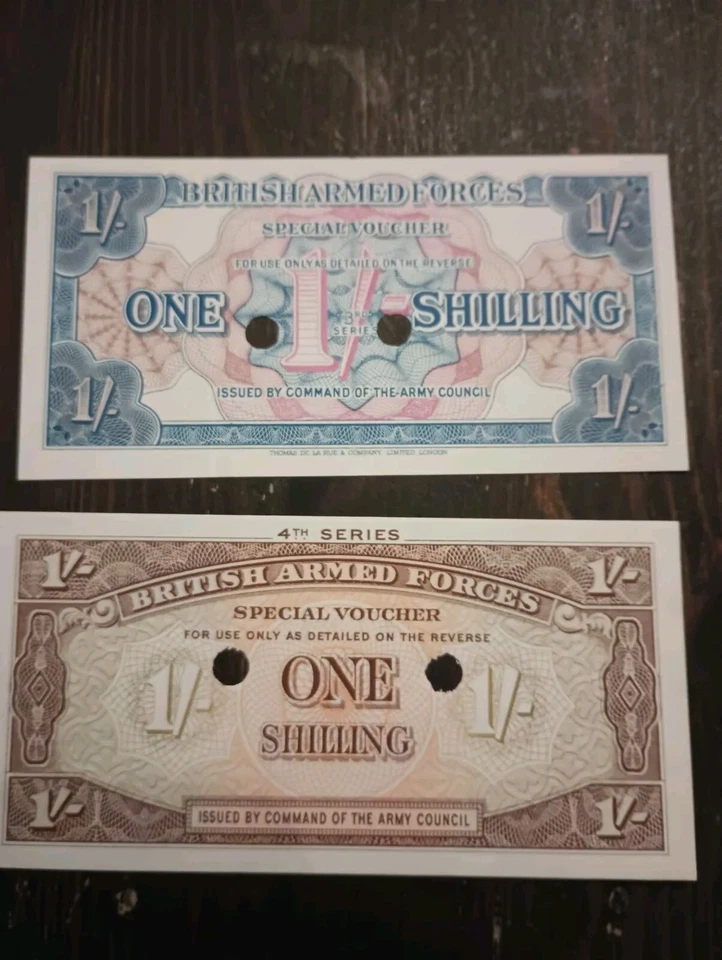 1/- BRITISH ARMED FORCES 1/-
SPECIAL VOUCHER
FOR USE ONLY AS DETAILED ON THE REVERSE
ONE 1/- SHILLING
3RD
SERIES
1/- ISSUED BY COMMAND OF THE ARMY COUNCIL 1/-
THOMAS DE LA RUE & COMPANY, LIMITED, LONDON
4TH SERIES
1/- BRITISH ARMED FORCES 1/-
SPECIAL VOUCHER
FOR USE ONLY AS DETAILED ON THE REVERSE
1/- ONE 1/-
SHILLING
1/- ISSUED BY COMMAND OF THE ARMY COUNCIL 1/-